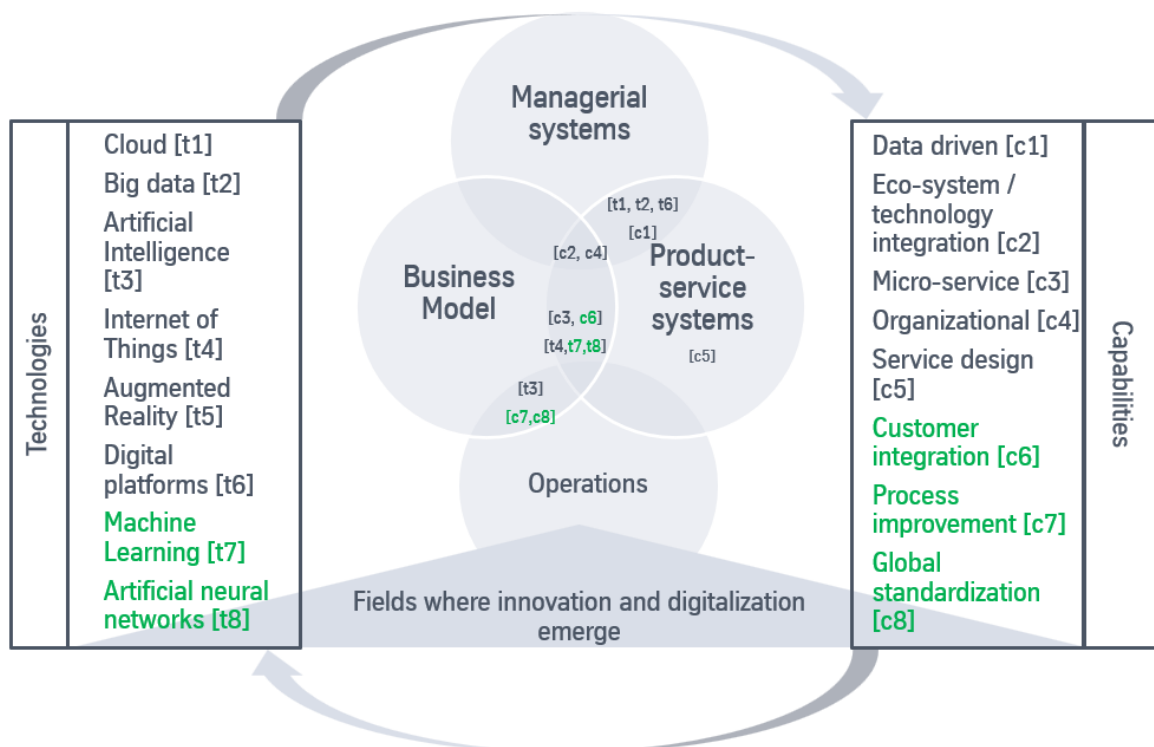 Technologies
Cloud [t1]
Big data [t2]
Artificial
Intelligence
[t3]
Internet of
Things [t4]
Augmented
Reality [t5]
Digital
platforms [t6]
Machine
Learning [t7]
Artificial neural
networks [t8]
Managerial
systems
[t1, t2, t6]
[c1]
[c2, c4]
Business
Model
Product-
service
systems
[c3, c6]
[t4,t7,t8]
[c5]
[t3]
[c7,c8]
Operations
Fields where innovation and digitalization
emerge
Data driven [c1]
Eco-system /
technology
integration [c2]
Micro-service [c3]
Organizational [c4]
Service design
[c5]
Customer
integration [c6]
Process
improvement [c7]
Global
standardization
[c8]
Capabilities